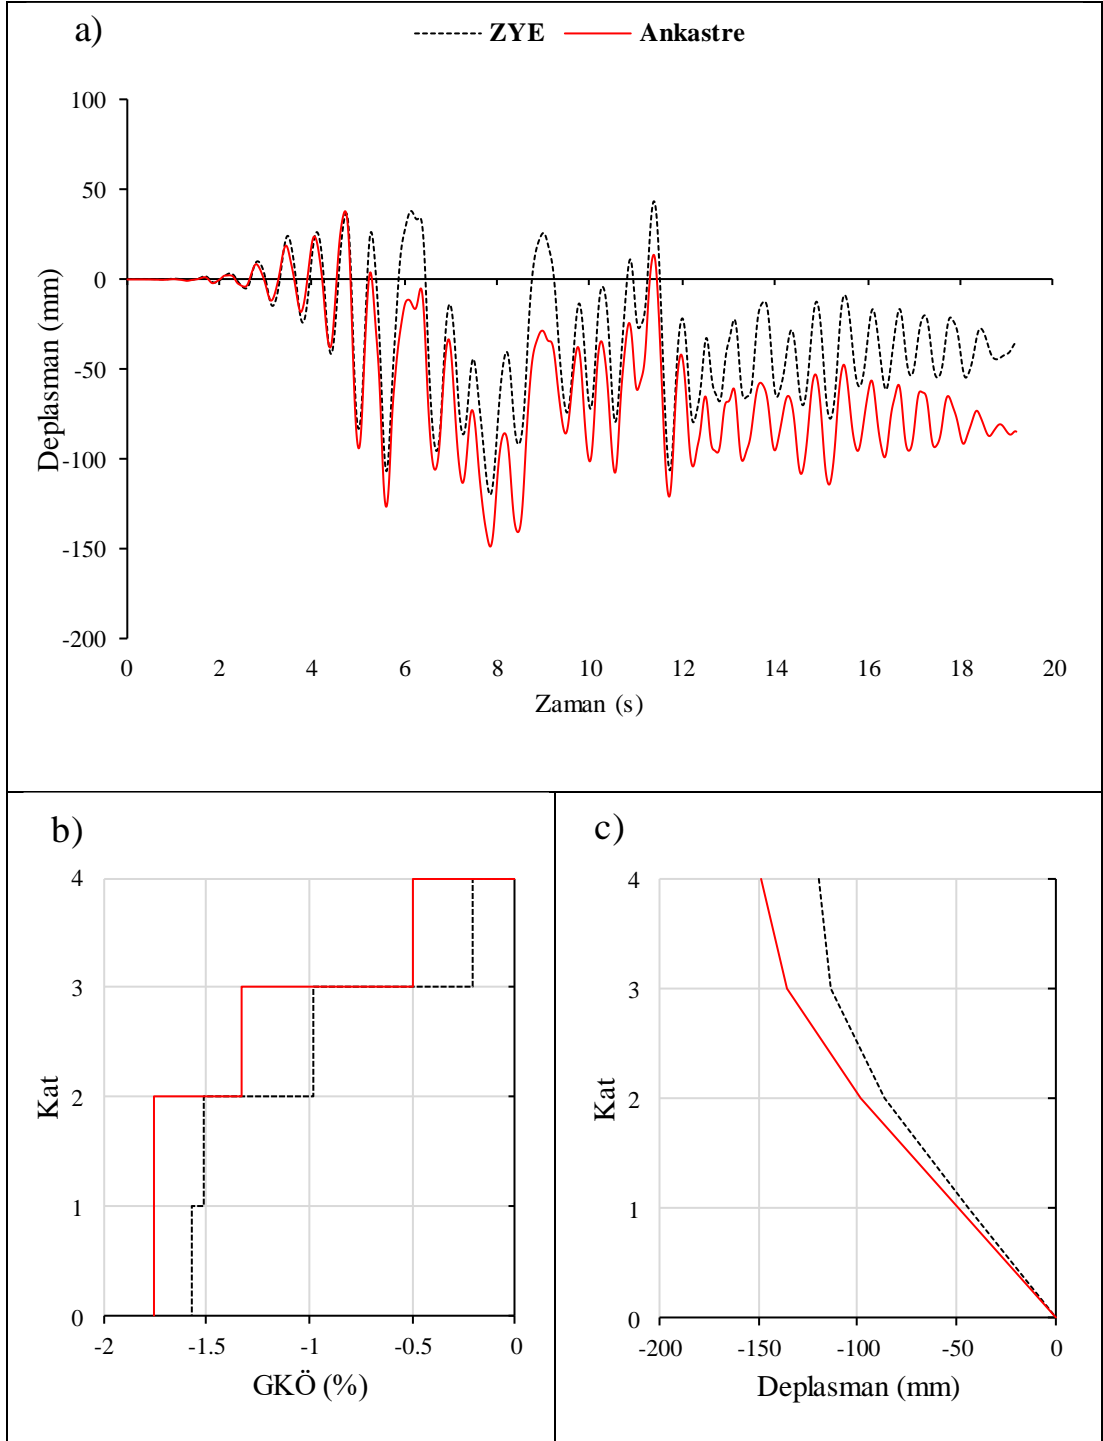 a)
ZYE Ankastre
100
50
0
-50
-100
-150
-200
Deplasman (mm)
0 2 4 6 8 10 12 14 16 18 20
Zaman (s)
b)
4
3
2
1
0
Kat
-2 -1.5 -1 -0.5 0
GKÖ (%)
c)
4
3
2
1
0
Kat
-200 -150 -100 -50 0
Deplasman (mm)